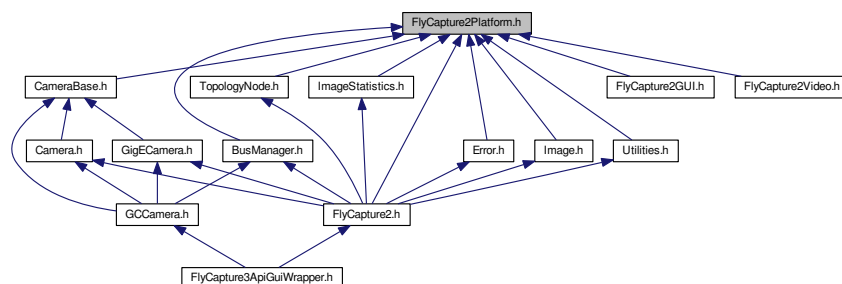 FlyCapture2Platform.h
CameraBase.h
TopologyNode.h
ImageStatistics.h
FlyCapture2GUI.h
FlyCapture2Video.h
Camera.h
GigECamera.h
BusManager.h
Error.h
Image.h
Utilities.h
GCCamera.h
FlyCapture2.h
FlyCapture3ApiGuiWrapper.h